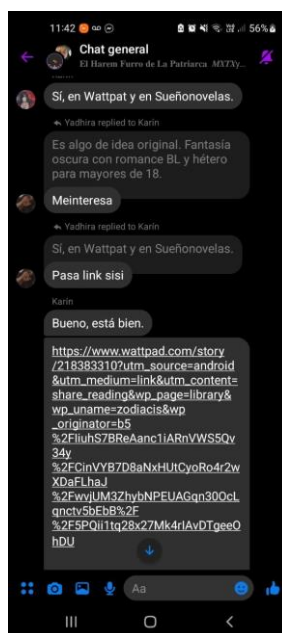 11:42
56%
Chat general
El Harem Furro de La Patriarca MXTXy...
Karin
Sí, en Wattpat y en Sueñonovelas.
Yadhira replied to Karin
Es algo de idea original. Fantasía
oscura con romance BL y hétero
para mayores de 18.
Meinteresa
Yadhira replied to Karin
Sí, en Wattpat y en Sueñonovelas.
Pasa link sisi
Karin
Bueno, está bien.
https://www.wattpad.com/story
/218383310?utm_source=android
&utm_medium=link&utm_content=
share_reading&wp_page=library&
wp_uname=zodiacis&wp
_originator=b5
%2FIiuhS7BReAanc1iARnVWS5Qv
34y
%2FCinVYB7D8aNxHUtCyoRo4r2w
XDaFLhaJ
%2FwvjUM3ZhybNPEUAGqn30OcL
qnctv5bEbB%2F
%2F5PQii1tq28x27Mk4rlAvDTgeeO
hDU
Aa